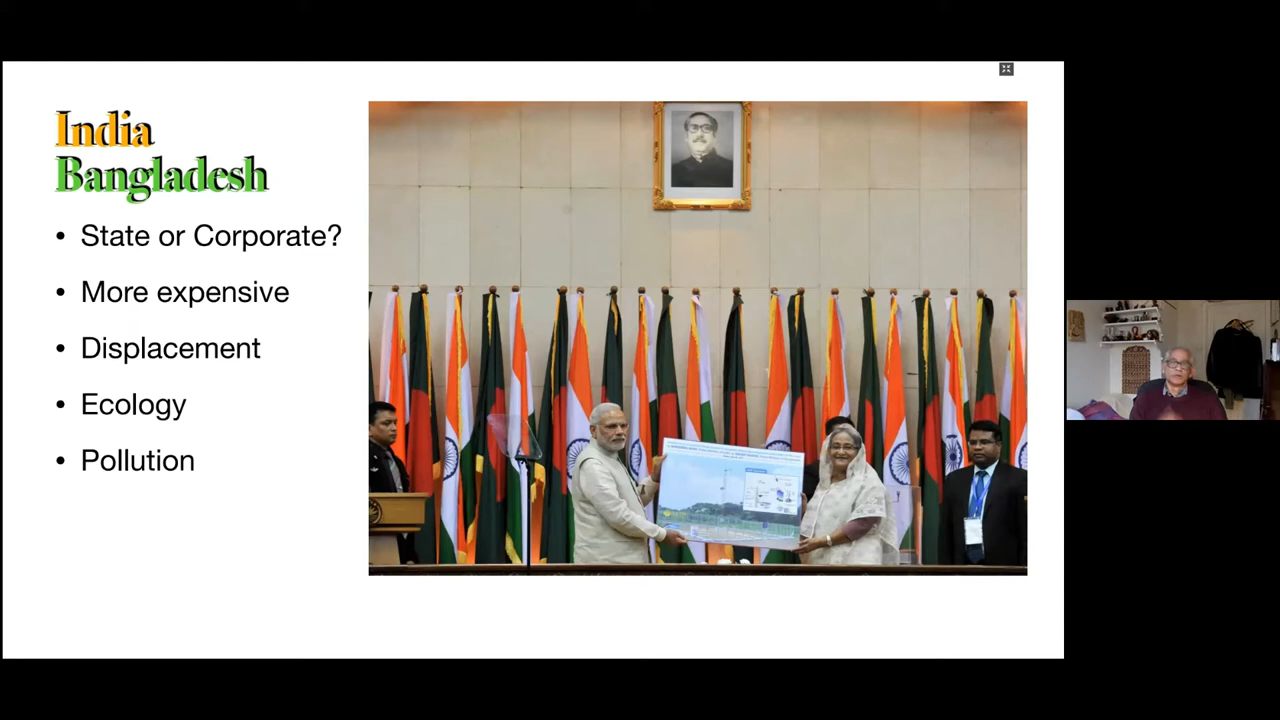 India
Bangladesh
• State or Corporate?
• More expensive
• Displacement
• Ecology
• Pollution